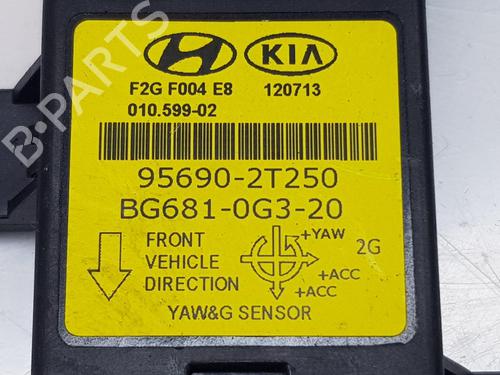 KIA
F2G F004 E8 120713
010.599-02
95690-2T250
BG681-0G3-20
FRONT
VEHICLE
DIRECTION
+YAW
2G
+ACC
+ACC
YAW&G SENSOR
B-PARTS